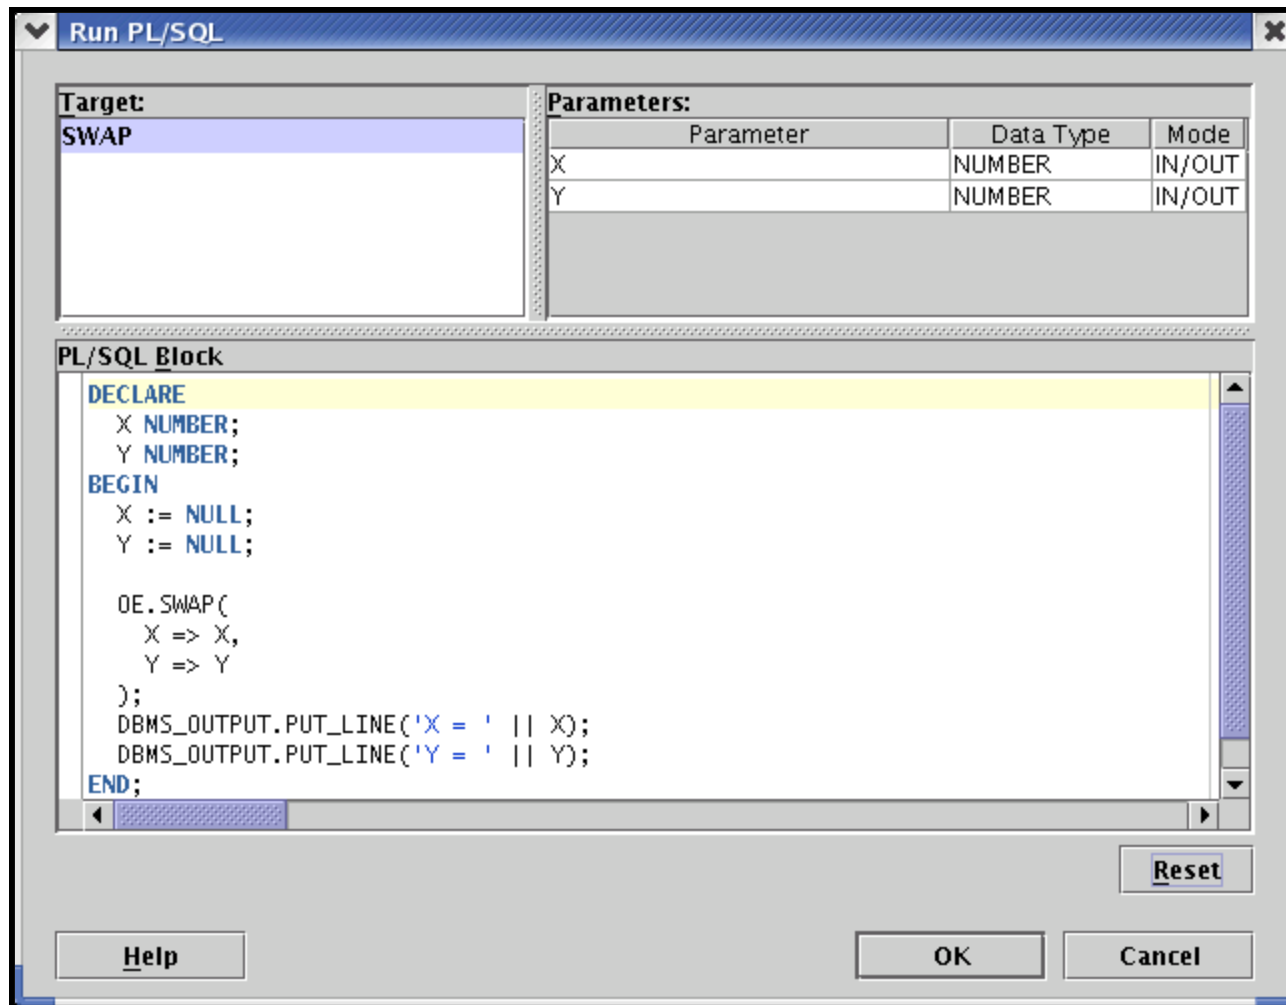 Run PL/SQL
Target:
SWAP
Parameters:
Parameter Data Type Mode
X NUMBER IN/OUT
Y NUMBER IN/OUT
PL/SQL Block
DECLARE
  X NUMBER;
  Y NUMBER;
BEGIN
  X := NULL;
  Y := NULL;

  OE.SWAP(
    X => X,
    Y => Y
  );
  DBMS_OUTPUT.PUT_LINE('X = ' || X);
  DBMS_OUTPUT.PUT_LINE('Y = ' || Y);
END;
Reset
Help OK Cancel